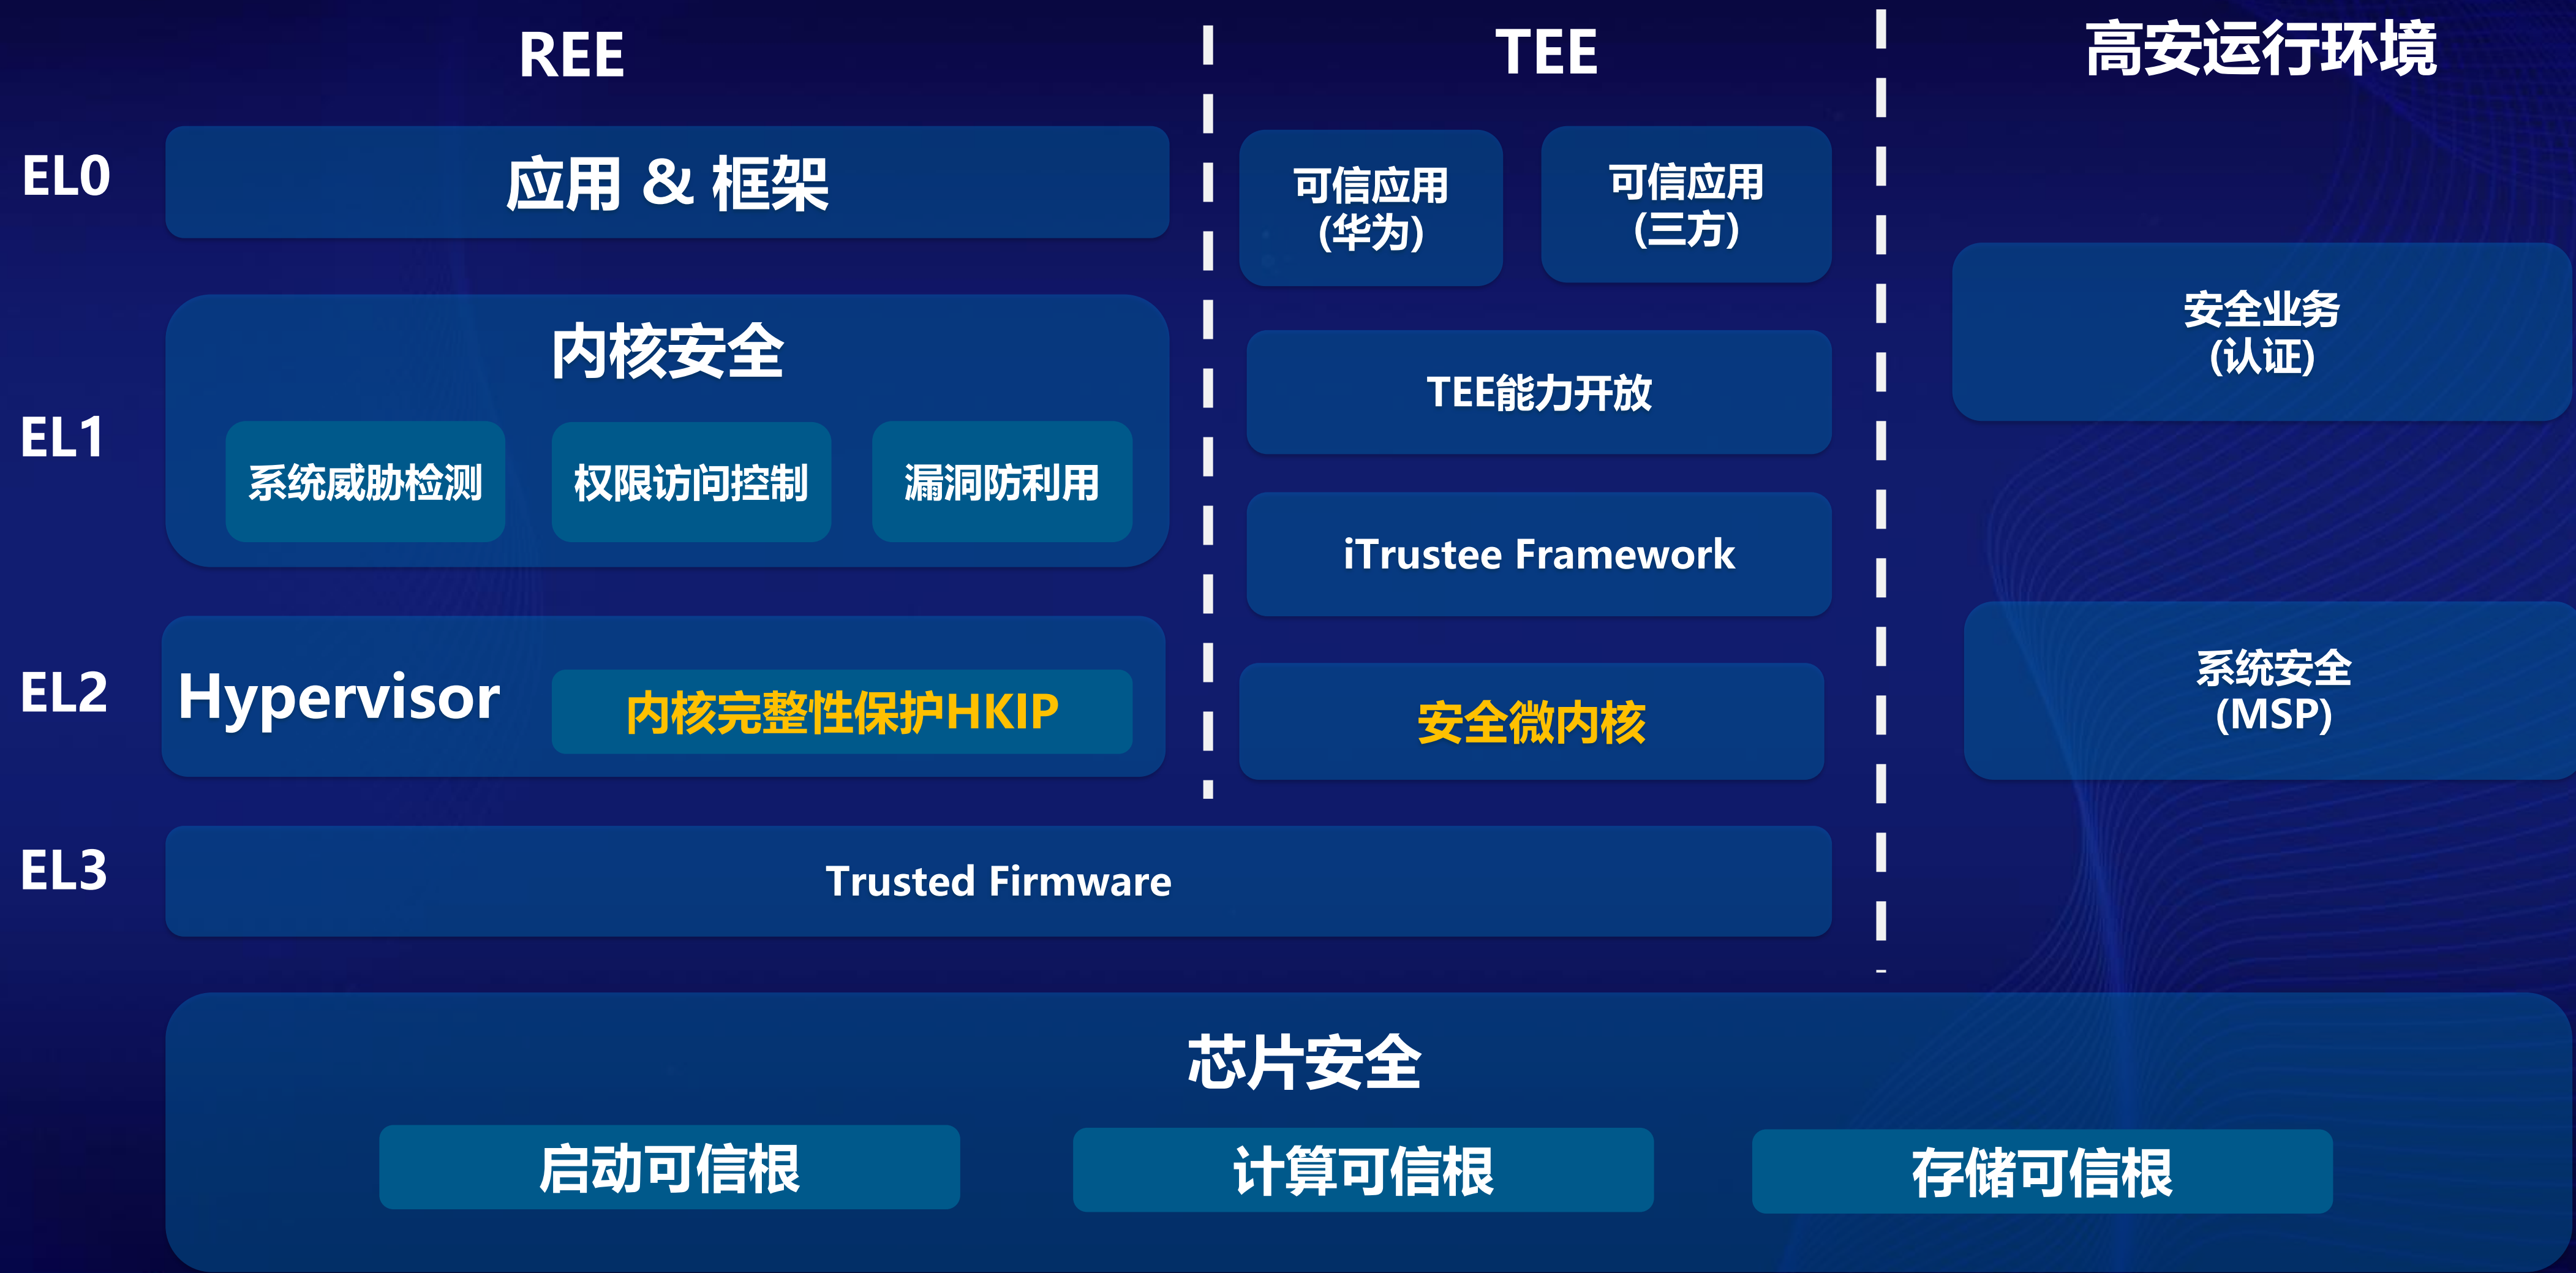 REE
TEE
高安运行环境
EL0
应用 & 框架
可信应用
(华为)
可信应用
(三方)
安全业务
(认证)
EL1
内核安全
系统威胁检测
权限访问控制
漏洞防利用
TEE能力开放
iTrustee Framework
EL2
Hypervisor
内核完整性保护HKIP
安全微内核
系统安全
(MSP)
EL3
Trusted Firmware
芯片安全
启动可信根
计算可信根
存储可信根